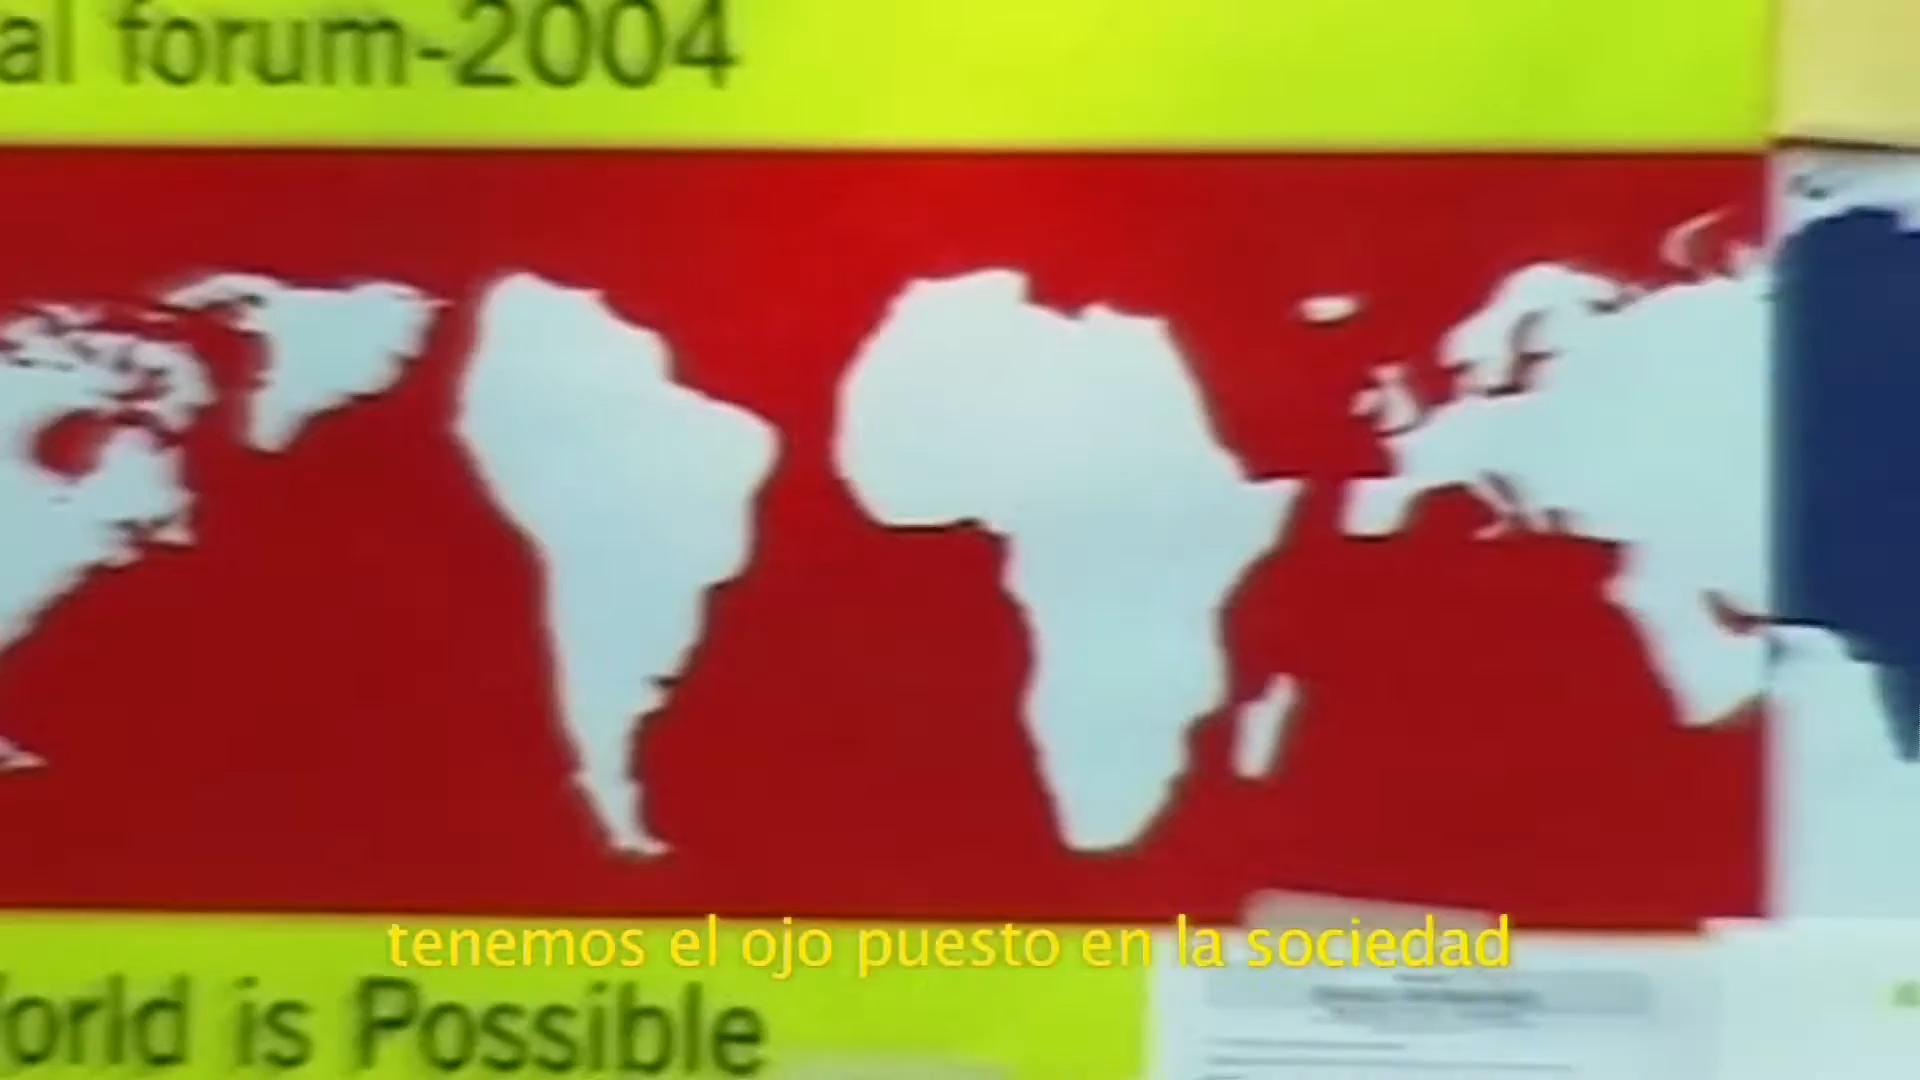 al forum-2004
tenemos el ojo puesto en la sociedad
orld is Possible